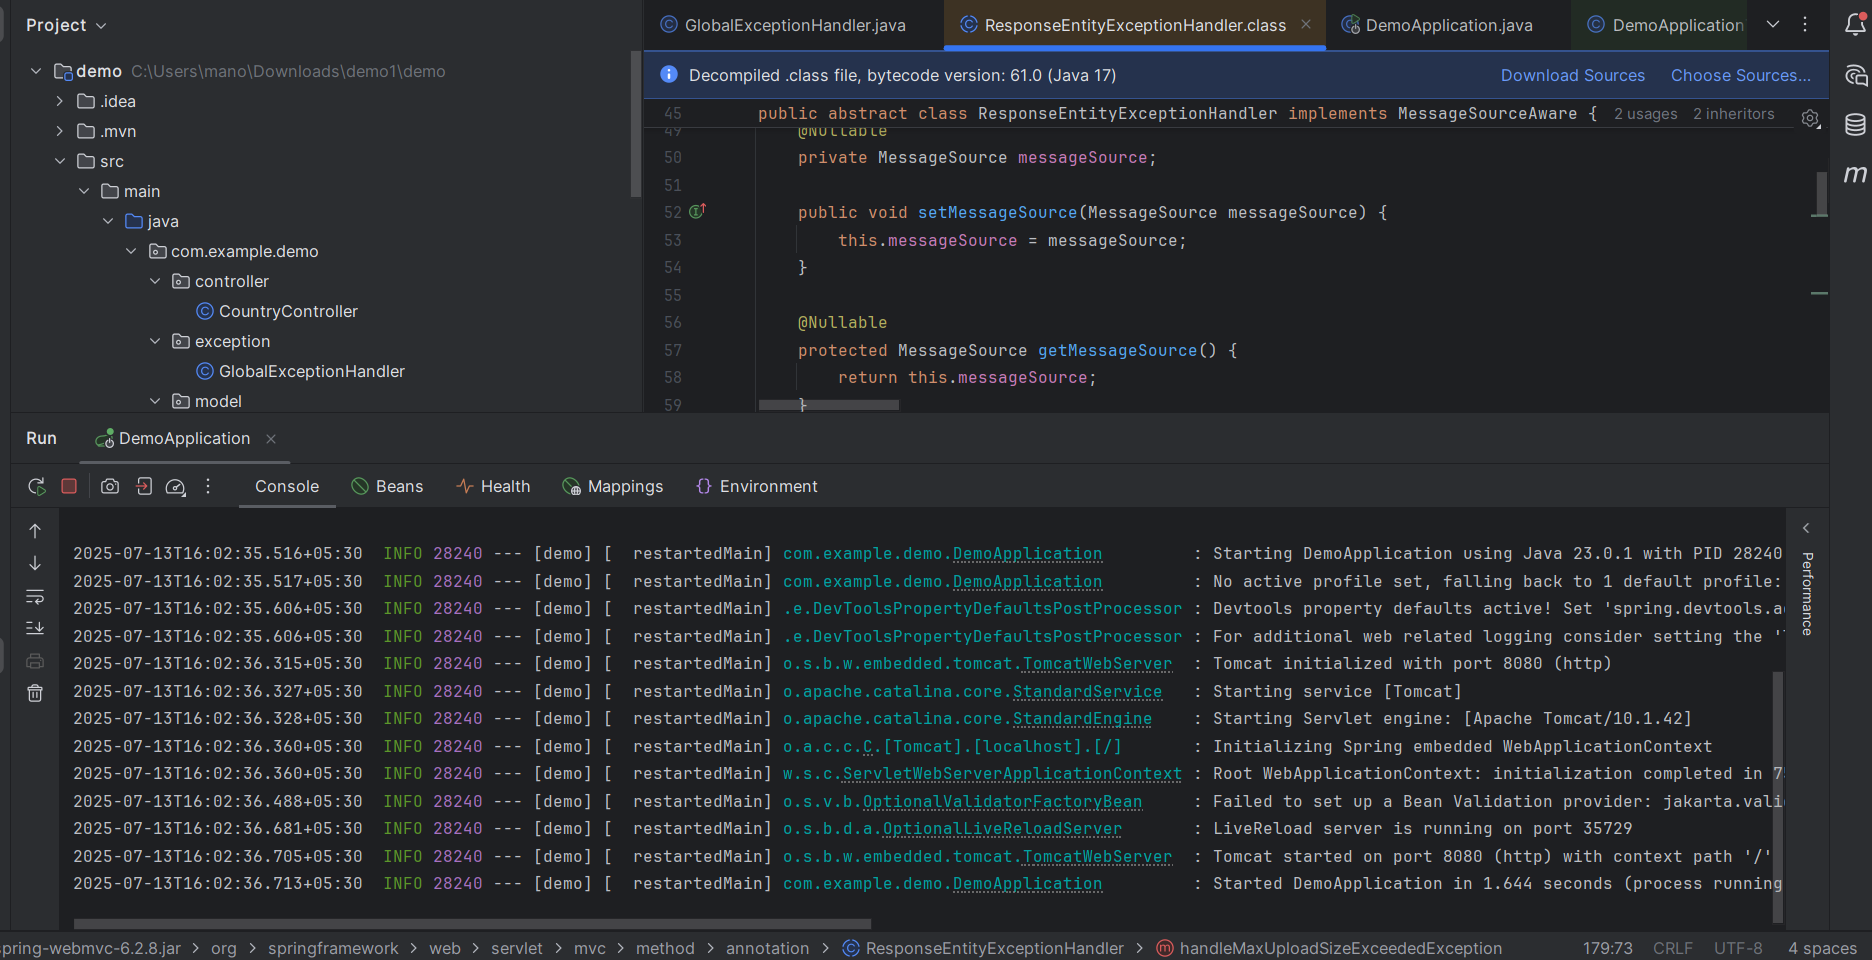 Project
GlobalExceptionHandler.java
ResponseEntityExceptionHandler.class
DemoApplication.java
DemoApplication
demo C:\Users\mano\Downloads\demo1\demo
.idea
.mvn
src
main
java
com.example.demo
controller
CountryController
exception
GlobalExceptionHandler
model
Decompiled .class file, bytecode version: 61.0 (Java 17)
Download Sources
Choose Sources...
45 public abstract class ResponseEntityExceptionHandler implements MessageSourceAware { 2 usages 2 inheritors
49 @Nullable
50 private MessageSource messageSource;
51
52 public void setMessageSource(MessageSource messageSource) {
53 this.messageSource = messageSource;
54 }
55
56 @Nullable
57 protected MessageSource getMessageSource() {
58 return this.messageSource;
59 }
Run
DemoApplication
Console
Beans
Health
Mappings
Environment
2025-07-13T16:02:35.516+05:30 INFO 28240 --- [demo] [ restartedMain] com.example.demo.DemoApplication : Starting DemoApplication using Java 23.0.1 with PID 28240
2025-07-13T16:02:35.517+05:30 INFO 28240 --- [demo] [ restartedMain] com.example.demo.DemoApplication : No active profile set, falling back to 1 default profile:
2025-07-13T16:02:35.606+05:30 INFO 28240 --- [demo] [ restartedMain] .e.DevToolsPropertyDefaultsPostProcessor : Devtools property defaults active! Set 'spring.devtools.a
2025-07-13T16:02:35.606+05:30 INFO 28240 --- [demo] [ restartedMain] .e.DevToolsPropertyDefaultsPostProcessor : For additional web related logging consider setting the '
2025-07-13T16:02:36.315+05:30 INFO 28240 --- [demo] [ restartedMain] o.s.b.w.embedded.tomcat.TomcatWebServer : Tomcat initialized with port 8080 (http)
2025-07-13T16:02:36.327+05:30 INFO 28240 --- [demo] [ restartedMain] o.apache.catalina.core.StandardService : Starting service [Tomcat]
2025-07-13T16:02:36.328+05:30 INFO 28240 --- [demo] [ restartedMain] o.apache.catalina.core.StandardEngine : Starting Servlet engine: [Apache Tomcat/10.1.42]
2025-07-13T16:02:36.360+05:30 INFO 28240 --- [demo] [ restartedMain] o.a.c.c.C.[Tomcat].[localhost].[/] : Initializing Spring embedded WebApplicationContext
2025-07-13T16:02:36.360+05:30 INFO 28240 --- [demo] [ restartedMain] w.s.c.ServletWebServerApplicationContext : Root WebApplicationContext: initialization completed in 7
2025-07-13T16:02:36.488+05:30 INFO 28240 --- [demo] [ restartedMain] o.s.v.b.OptionalValidatorFactoryBean : Failed to set up a Bean Validation provider: jakarta.vali
2025-07-13T16:02:36.681+05:30 INFO 28240 --- [demo] [ restartedMain] o.s.b.d.a.OptionalLiveReloadServer : LiveReload server is running on port 35729
2025-07-13T16:02:36.705+05:30 INFO 28240 --- [demo] [ restartedMain] o.s.b.w.embedded.tomcat.TomcatWebServer : Tomcat started on port 8080 (http) with context path '/'
2025-07-13T16:02:36.713+05:30 INFO 28240 --- [demo] [ restartedMain] com.example.demo.DemoApplication : Started DemoApplication in 1.644 seconds (process running
Performance
pring-webmvc-6.2.8.jar > org > springframework > web > servlet > mvc > method > annotation > ResponseEntityExceptionHandler > handleMaxUploadSizeExceededException
179:73 CRLF UTF-8 4 spaces